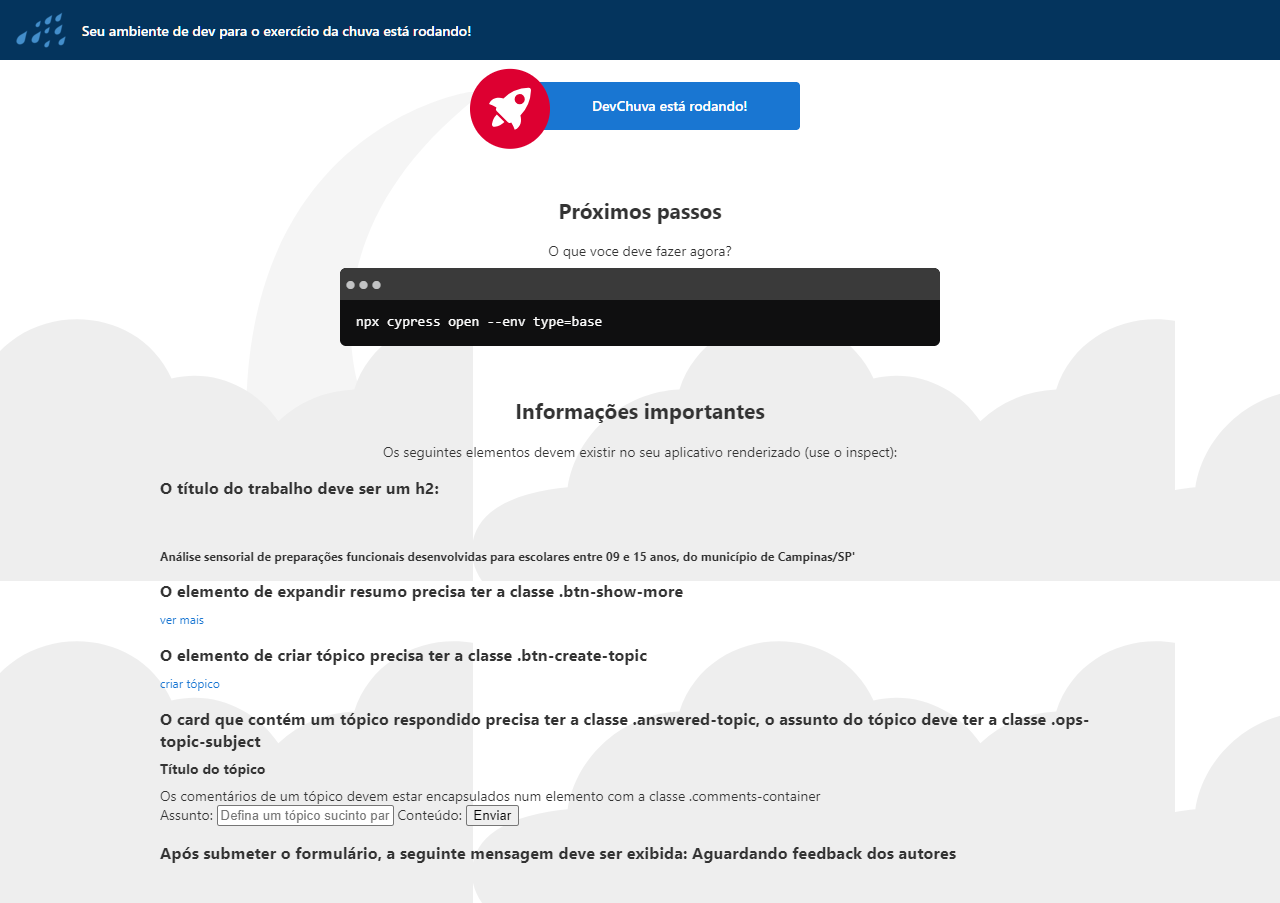 Seu ambiente de dev para o exercício da chuva está rodando!
DevChuva está rodando!
Próximos passos
O que voce deve fazer agora?
npx cypress open --env type=base
Informações importantes
Os seguintes elementos devem existir no seu aplicativo renderizado (use o inspect):
O título do trabalho deve ser um h2:
Análise sensorial de preparações funcionais desenvolvidas para escolares entre 09 e 15 anos, do município de Campinas/SP'
O elemento de expandir resumo precisa ter a classe .btn-show-more
ver mais
O elemento de criar tópico precisa ter a classe .btn-create-topic
criar tópico
O card que contém um tópico respondido precisa ter a classe .answered-topic, o assunto do tópico deve ter a classe .ops-
topic-subject
Título do tópico
Os comentários de um tópico devem estar encapsulados num elemento com a classe .comments-container
Assunto: Defina um tópico sucinto par Conteúdo: Enviar
Após submeter o formulário, a seguinte mensagem deve ser exibida: Aguardando feedback dos autores